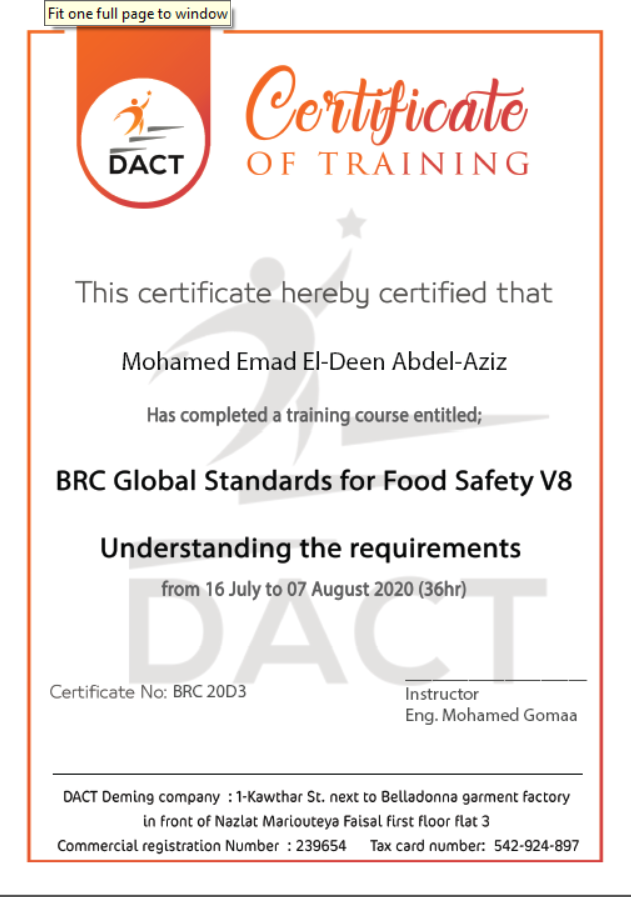 Fit one full page to window
DACT
Certificate
OF TRAINING
This certificate hereby certified that
Mohamed Emad El-Deen Abdel-Aziz
Has completed a training course entitled;
BRC Global Standards for Food Safety V8
Understanding the requirements
from 16 July to 07 August 2020 (36hr)
DACT
Certificate No: BRC 20D3
Instructor
Eng. Mohamed Gomaa
DACT Deming company : 1-Kawthar St. next to Belladonna garment factory
in front of Nazlat Mariouteya Faisal first floor flat 3
Commercial registration Number : 239654 Tax card number: 542-924-897